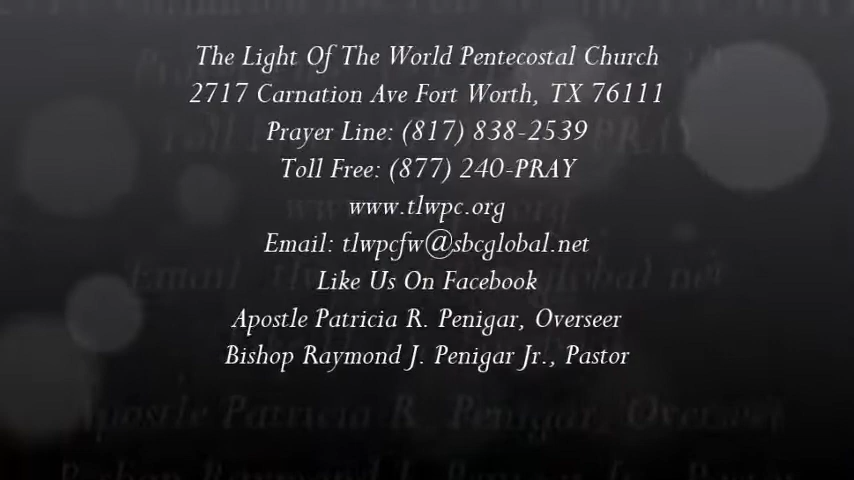 The Light Of The World Pentecostal Church
2717 Carnation Ave Fort Worth, TX 76111
Prayer Line: (817) 838-2539
Toll Free: (877) 240-PRAY
www.tlwpc.org
Email: tlwpcfw@sbcglobal.net
Like Us On Facebook
Apostle Patricia R. Penigar, Overseer
Bishop Raymond J. Penigar Jr., Pastor